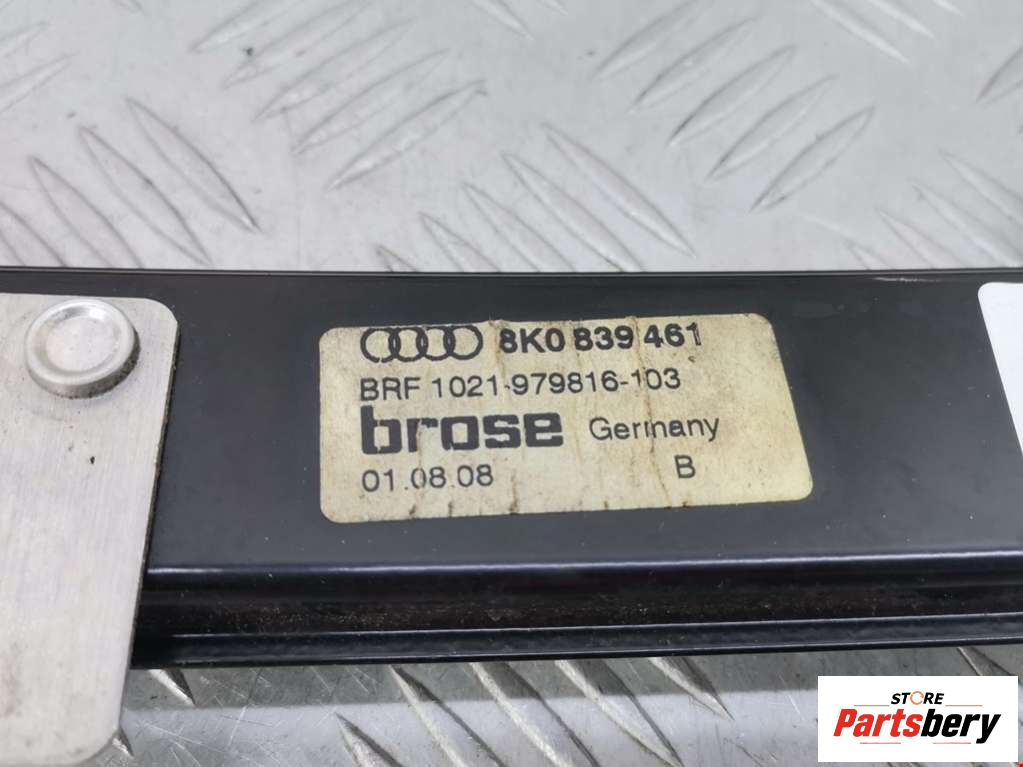 8K0 839 461
BRF 1021-979816-103
brose Germany
01.08.08 B
STORE
Partsbery